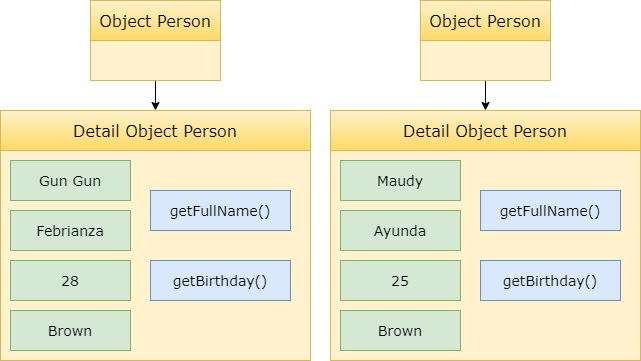 Object Person
Detail Object Person
Gun Gun
Febrianza
28
Brown
getFullName()
getBirthday()
Object Person
Detail Object Person
Maudy
Ayunda
25
Brown
getFullName()
getBirthday()